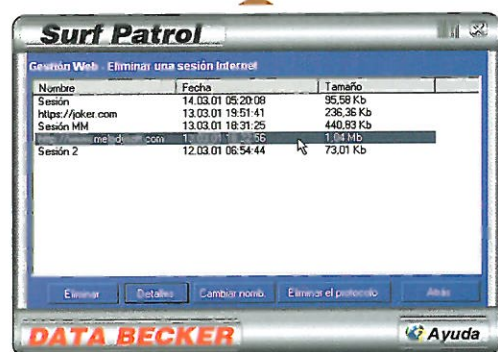 Surf Patrol
Gestión Web - Eliminar una sesión Internet
Nombre Fecha Tamaño
Sesión 14.03.01 05:20:08 95,58 Kb
https://joker.com 13.03.01 19:51:41 236,36 Kb
Sesión MM 13.03.01 18:31:25 440,83 Kb
com 1,04 Mb
Sesión 2 12.03.01 06:54:44 73,01 Kb
Eliminar Detalles Cambiar nomb. Eliminar el protocolo Atrás
DATA BECKER Ayuda